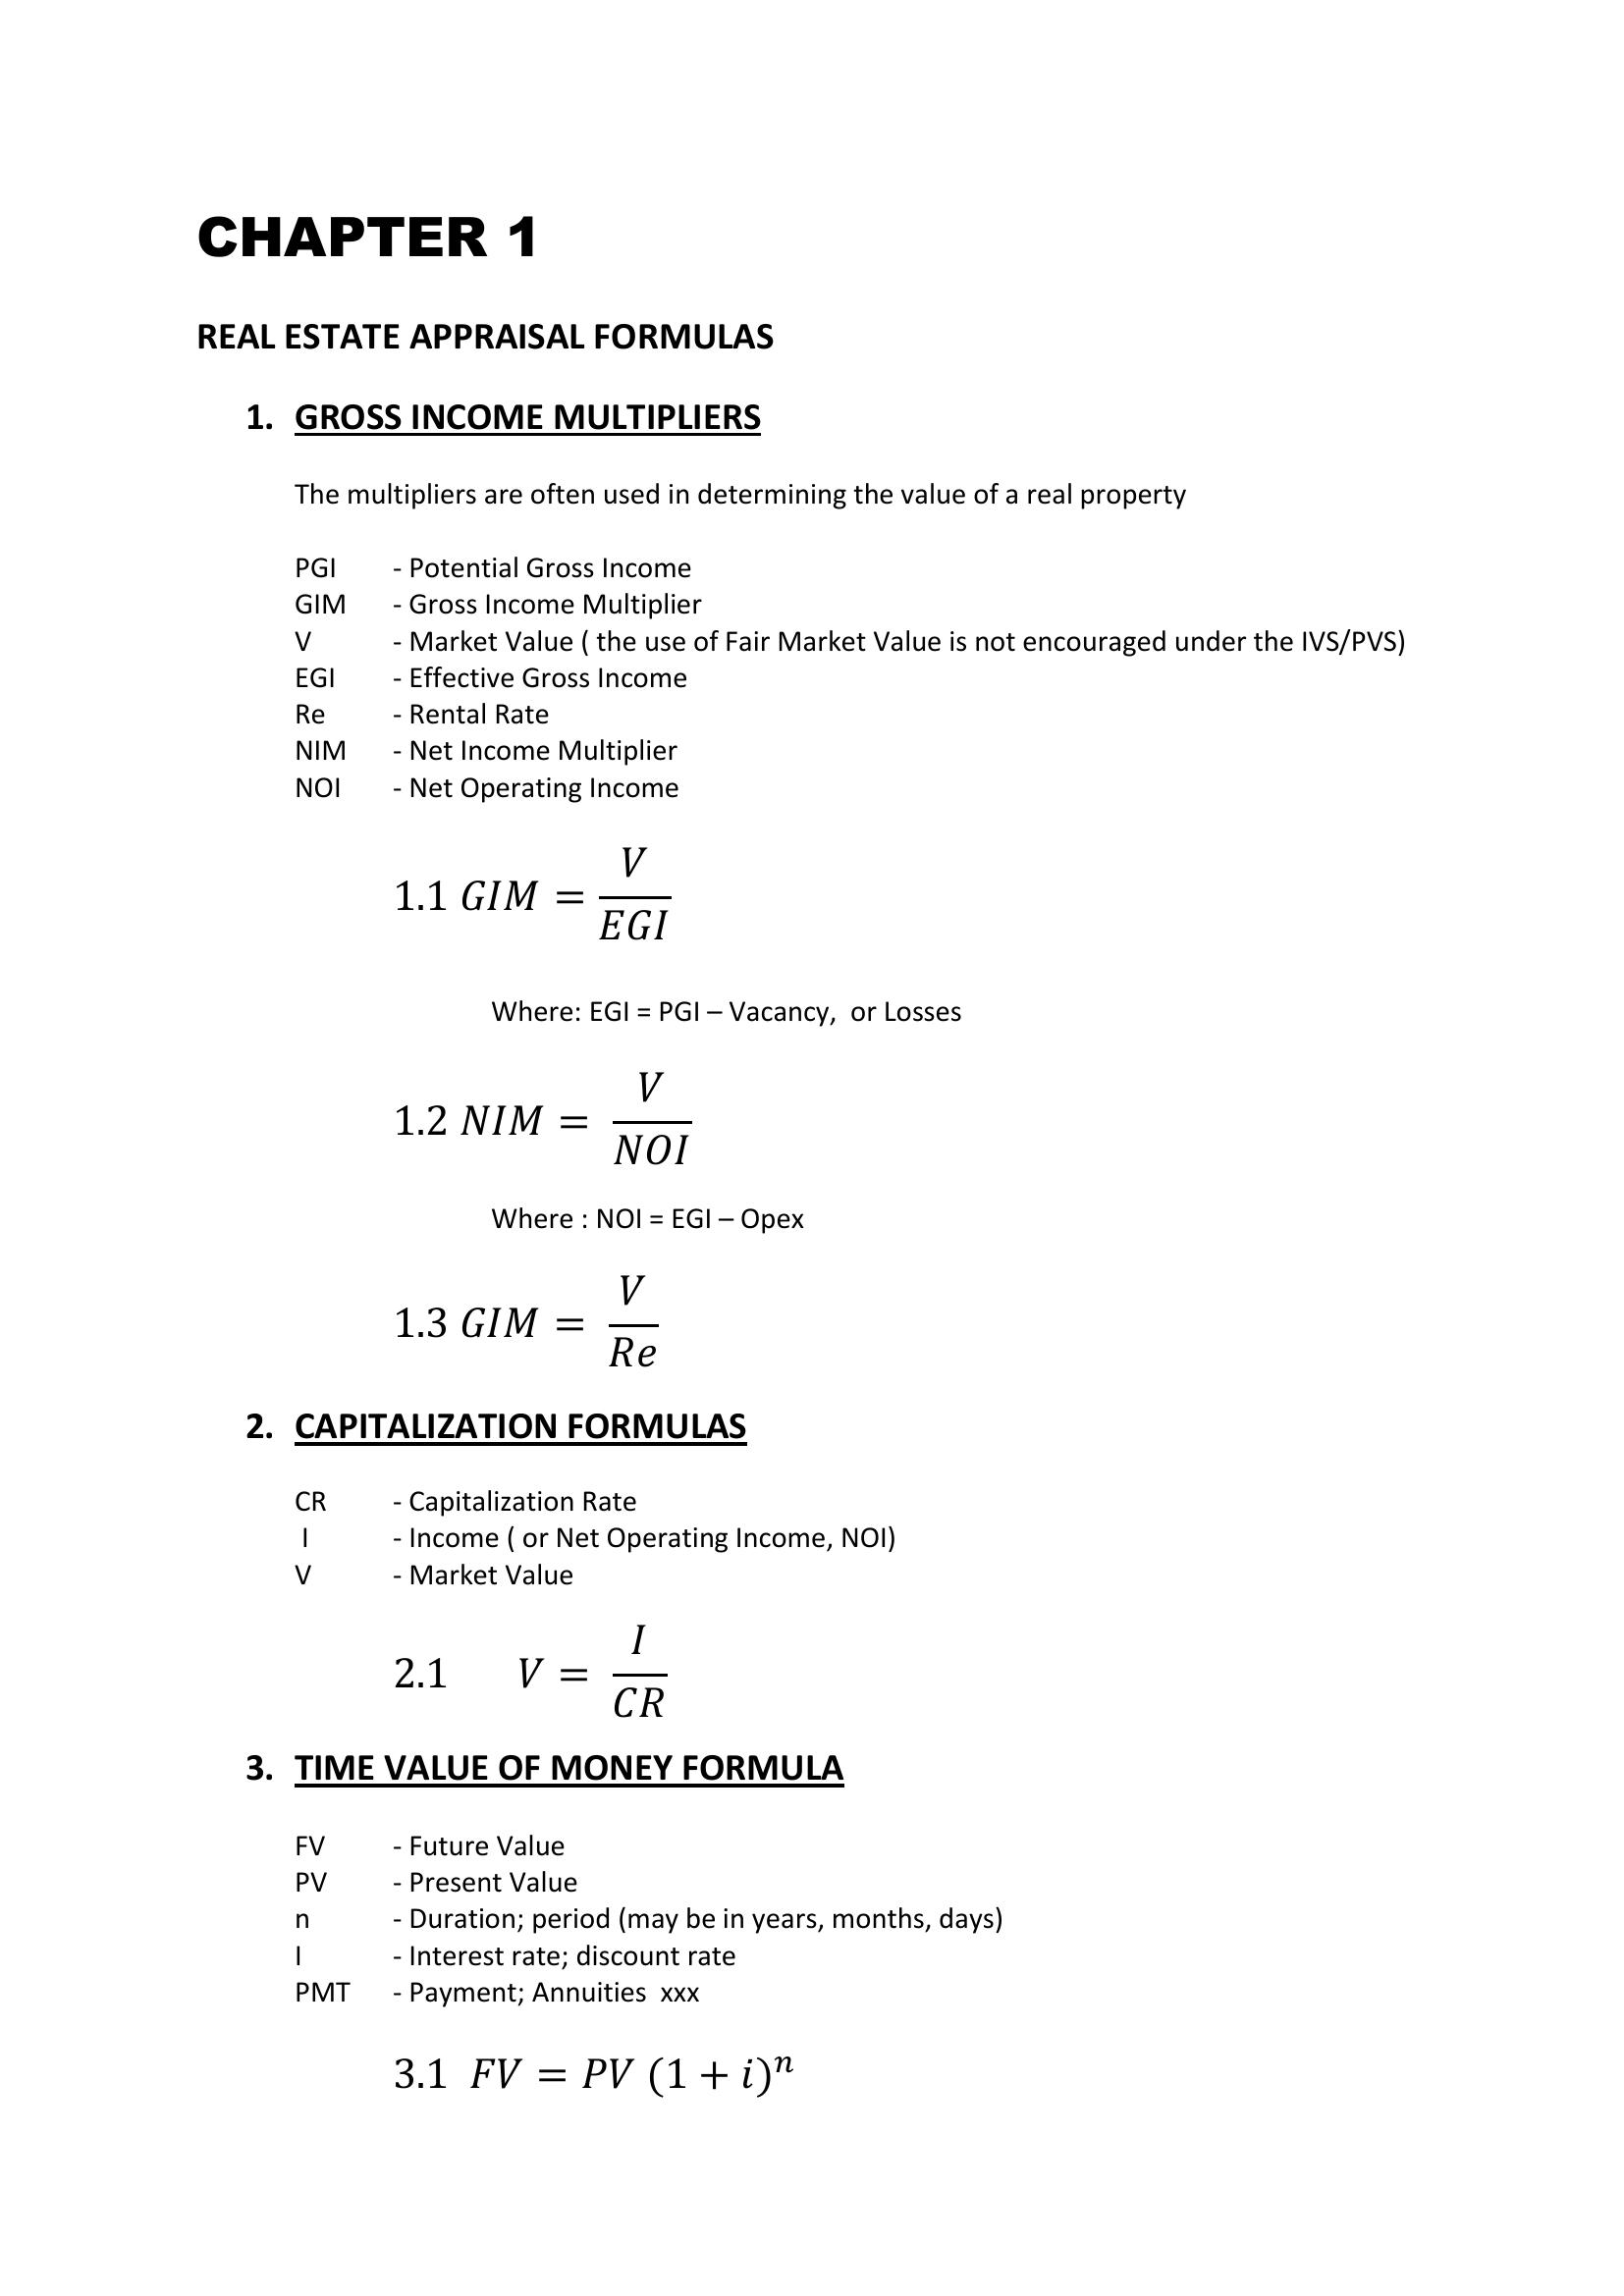 CHAPTER 1
REAL ESTATE APPRAISAL FORMULAS
1. GROSS INCOME MULTIPLIERS
The multipliers are often used in determining the value of a real property
PGI - Potential Gross Income
GIM - Gross Income Multiplier
V - Market Value ( the use of Fair Market Value is not encouraged under the IVS/PVS)
EGI - Effective Gross Income
Re - Rental Rate
NIM - Net Income Multiplier
NOI - Net Operating Income
1.1 GIM = V / EGI
Where: EGI = PGI – Vacancy,  or Losses
1.2 NIM = V / NOI
Where : NOI = EGI – Opex
1.3 GIM = V / Re
2. CAPITALIZATION FORMULAS
CR - Capitalization Rate
I - Income ( or Net Operating Income, NOI)
V - Market Value
2.1 V = I / CR
3. TIME VALUE OF MONEY FORMULA
FV - Future Value
PV - Present Value
n - Duration; period (may be in years, months, days)
I - Interest rate; discount rate
PMT - Payment; Annuities  xxx
3.1 FV = PV (1 + i)^n